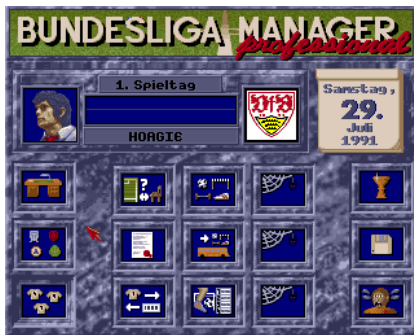 BUNDESLIGA MANAGER
professional
1. Spieltag
HOAGIE
Samstag,
29.
Juli
1991
VfB
A
?